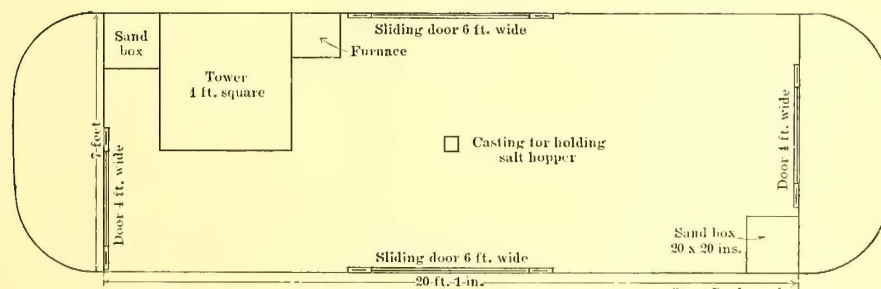 Sliding door 6 ft. wide
Sand
box
Furnace
Tower
4 ft. square
7-feet
Door 4 ft. wide
Casting for holding
salt hopper
Door 4 ft. wide
Sand box
20 x 20 ins.
Sliding door 6 ft. wide
20-ft.-1-in.